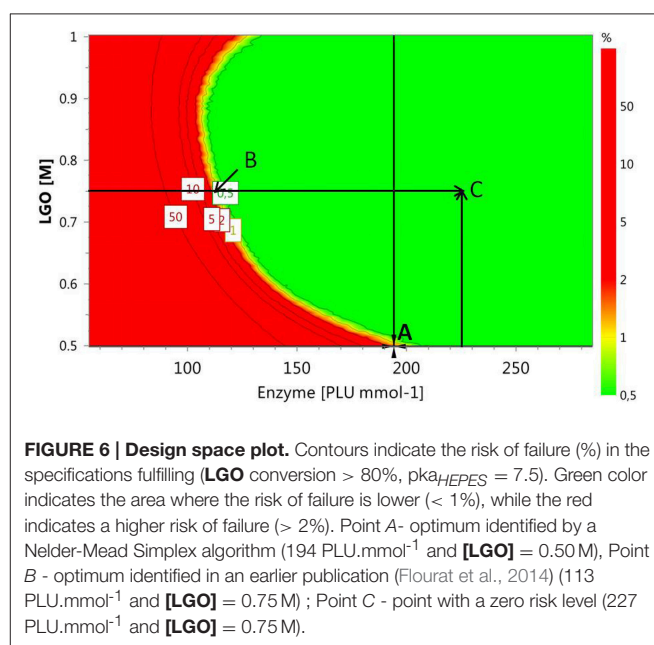 %
1
0.9
0.8
0.7
0.6
0.5
LGO [M]
B
C
A
10
0,5
50
5
2
1
50
10
5
2
1
0,5
100
150
200
250
Enzyme [PLU mmol-1]
FIGURE 6 | Design space plot. Contours indicate the risk of failure (%) in the
specifications fulfilling (LGO conversion > 80%, pkaHEPES = 7.5). Green color
indicates the area where the risk of failure is lower (< 1%), while the red
indicates a higher risk of failure (> 2%). Point A- optimum identified by a
Nelder-Mead Simplex algorithm (194 PLU.mmol-1 and [LGO] = 0.50 M), Point
B - optimum identified in an earlier publication (Flourat et al., 2014) (113
PLU.mmol-1 and [LGO] = 0.75 M) ; Point C - point with a zero risk level (227
PLU.mmol-1 and [LGO] = 0.75 M).